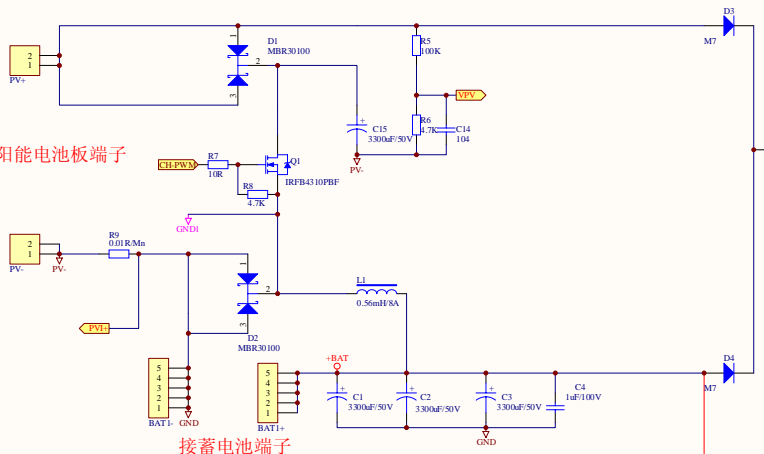 D3
M7
D1
MBR30100
1
2
3
2
1
PV+
R5
100K
VPV
R6
4.7K
C14
104
C15
3300uF/50V
PV-
阳能电池板端子
CH-PWM
R7
10R
R8
4.7K
Q1
IRFB4310PBF
GND1
2
1
PV-
PV-
R9
0.01R/Mn
PVI+
1
2
3
D2
MBR30100
L1
0.56mH/8A
D4
M7
5
4
3
2
1
BAT1-
GND
5
4
3
2
1
BAT1+
+BAT
C1
3300uF/50V
C2
3300uF/50V
C3
3300uF/50V
C4
1uF/100V
GND
接蓄电池端子